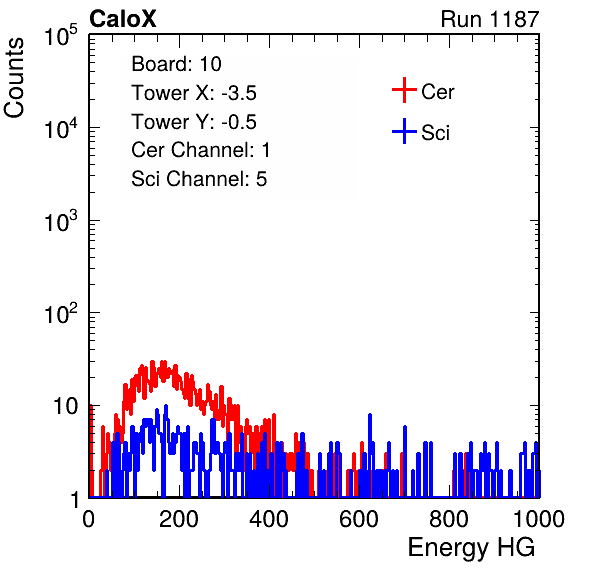 CaloX Run 1187
Counts
Board: 10
Tower X: -3.5
Tower Y: -0.5
Cer Channel: 1
Sci Channel: 5
Cer
Sci
10^5
10^4
10^3
10^2
10
1
0 200 400 600 800 1000
Energy HG